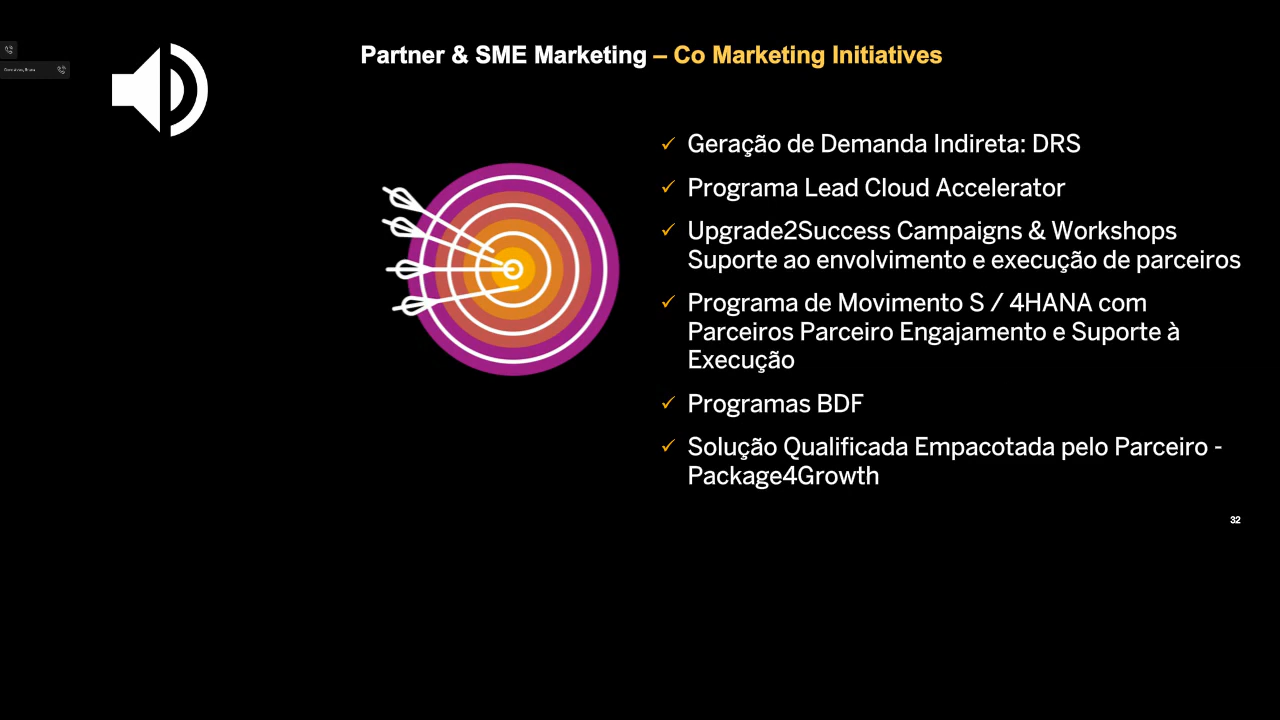 Partner & SME Marketing – Co Marketing Initiatives
Geração de Demanda Indireta: DRS
Programa Lead Cloud Accelerator
Upgrade2Success Campaigns & Workshops
Suporte ao envolvimento e execução de parceiros
Programa de Movimento S / 4HANA com
Parceiros Parceiro Engajamento e Suporte à
Execução
Programas BDF
Solução Qualificada Empacotada pelo Parceiro -
Package4Growth
32